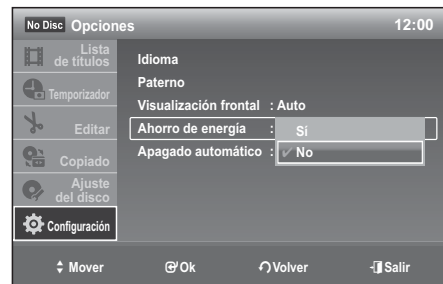 No Disc Opciones 12:00
Lista
de títulos
Temporizador
Editar
Copiado
Ajuste
del disco
Configuración
Idioma
Paterno
Visualización frontal : Auto
Ahorro de energía :
Apagado automático :
Sí
No
Mover Ok Volver Salir